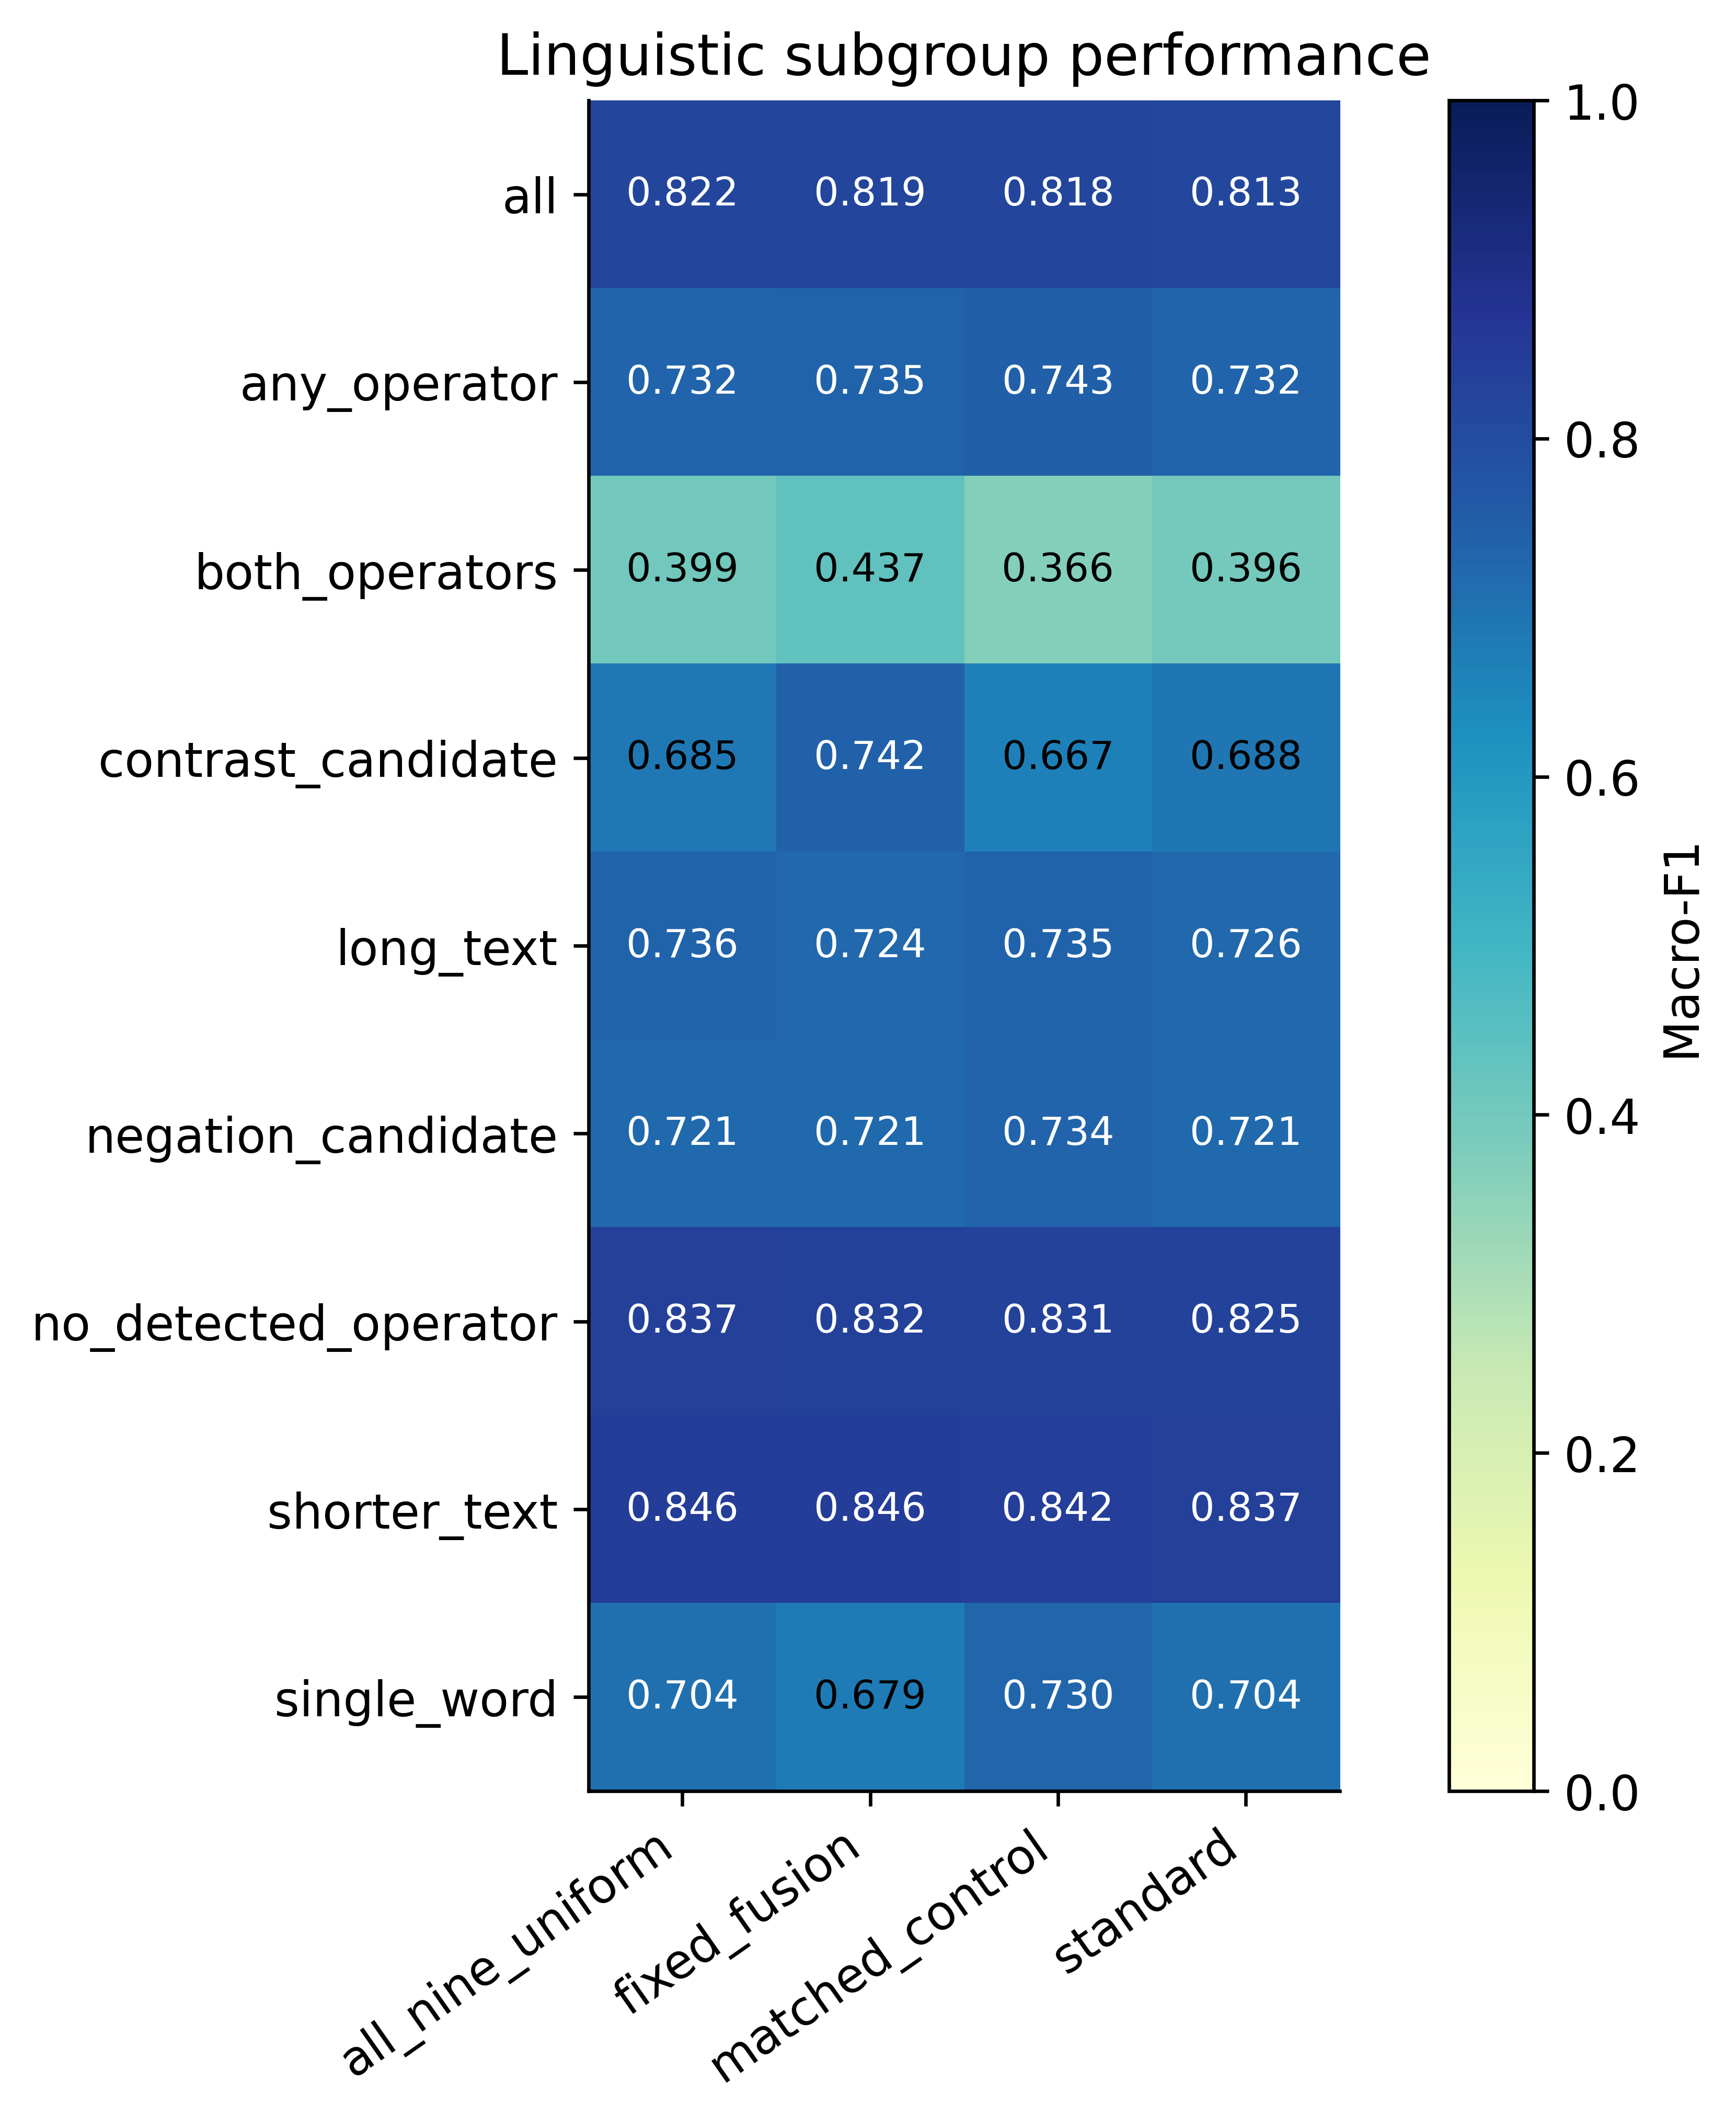 Linguistic subgroup performance
all 0.822 0.819 0.818 0.813
any_operator 0.732 0.735 0.743 0.732
both_operators 0.399 0.437 0.366 0.396
contrast_candidate 0.685 0.742 0.667 0.688
long_text 0.736 0.724 0.735 0.726
negation_candidate 0.721 0.721 0.734 0.721
no_detected_operator 0.837 0.832 0.831 0.825
shorter_text 0.846 0.846 0.842 0.837
single_word 0.704 0.679 0.730 0.704
all_nine_uniform
fixed_fusion
matched_control
standard
1.0
0.8
0.6
0.4
0.2
0.0
Macro-F1